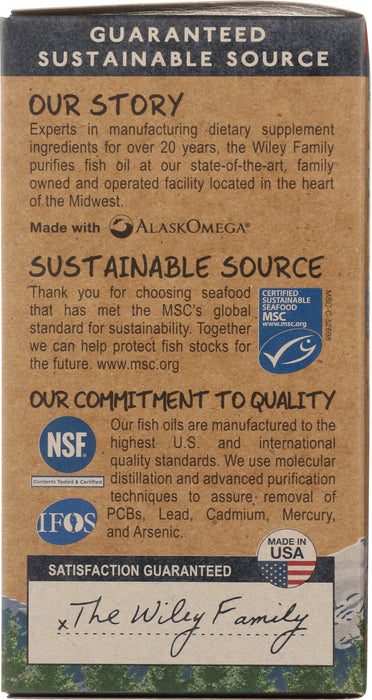 GUARANTEED
SUSTAINABLE SOURCE
OUR STORY
Experts in manufacturing dietary supplement
ingredients for over 20 years, the Wiley Family
purifies fish oil at our state-of-the-art, family
owned and operated facility located in the heart
of the Midwest.
Made with ALASKOMEGA®
SUSTAINABLE SOURCE
Thank you for choosing seafood
that has met the MSC's global
standard for sustainability. Together
we can help protect fish stocks for
the future. www.msc.org
CERTIFIED
SUSTAINABLE
SEAFOOD
MSC
www.msc.org
MSC-C-52698
OUR COMMITMENT TO QUALITY
NSF
Contents Tested & Certified
IFOS
Our fish oils are manufactured to the
highest U.S. and international
quality standards. We use molecular
distillation and advanced purification
techniques to assure removal of
PCBs, Lead, Cadmium, Mercury,
and Arsenic.
MADE IN
USA
SATISFACTION GUARANTEED
x The Wiley Family